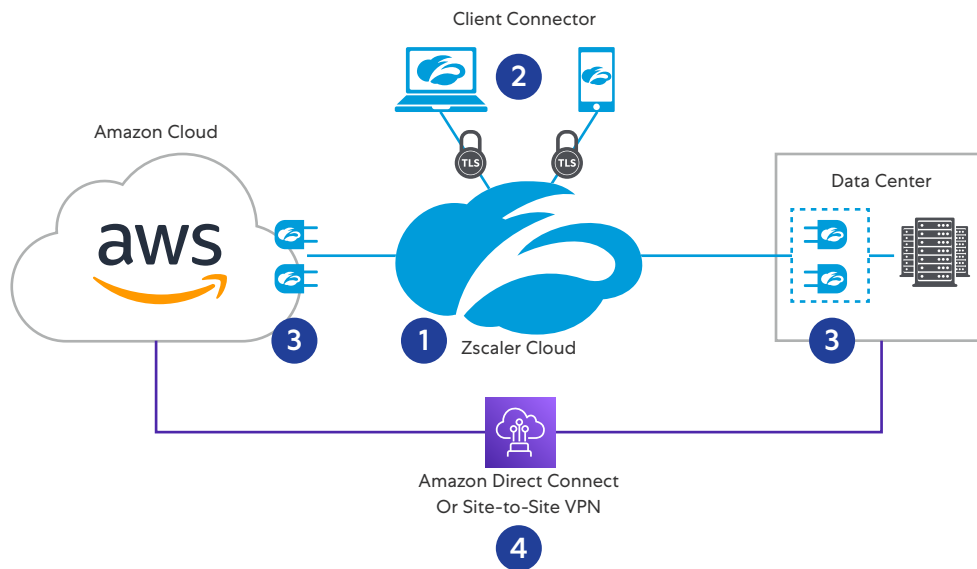 Client Connector
2
TLS
TLS
Amazon Cloud
aws
3
1
Zscaler Cloud
Data Center
3
Amazon Direct Connect
Or Site-to-Site VPN
4